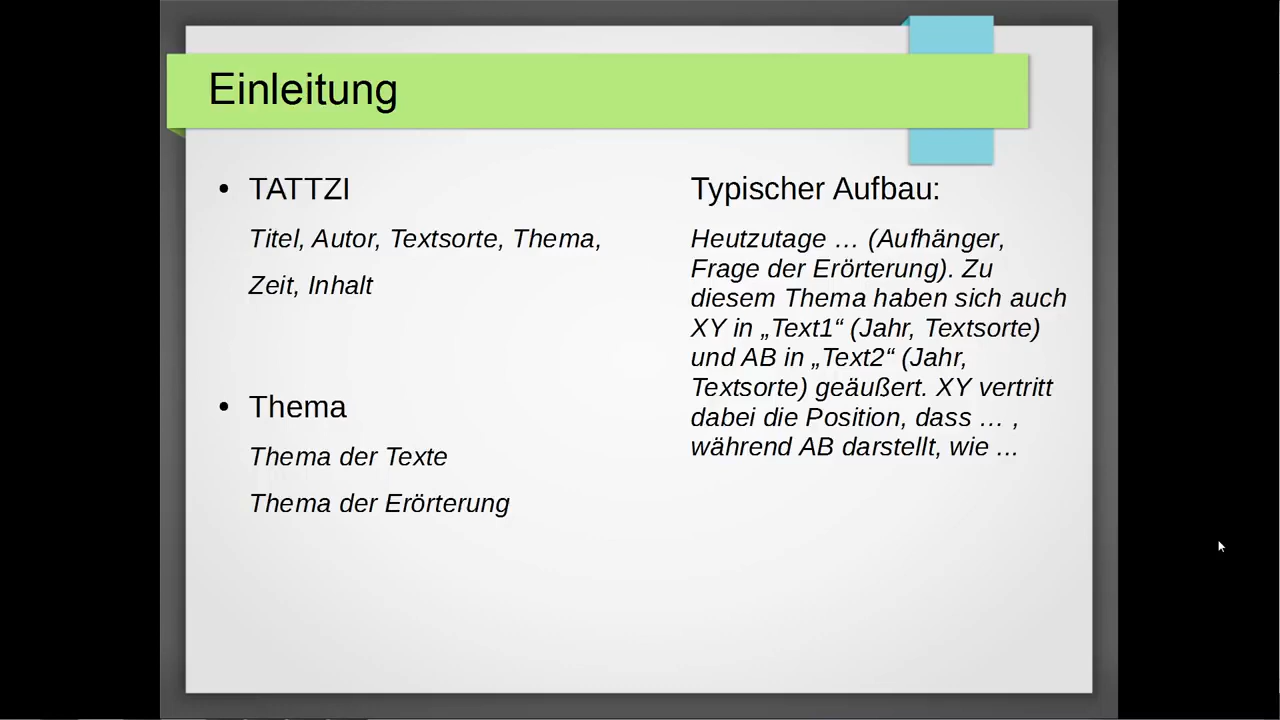 Einleitung
• TATTZI
Titel, Autor, Textsorte, Thema,
Zeit, Inhalt
• Thema
Thema der Texte
Thema der Erörterung
Typischer Aufbau:
Heutzutage … (Aufhänger,
Frage der Erörterung). Zu
diesem Thema haben sich auch
XY in „Text1“ (Jahr, Textsorte)
und AB in „Text2“ (Jahr,
Textsorte) geäußert. XY vertritt
dabei die Position, dass … ,
während AB darstellt, wie ...